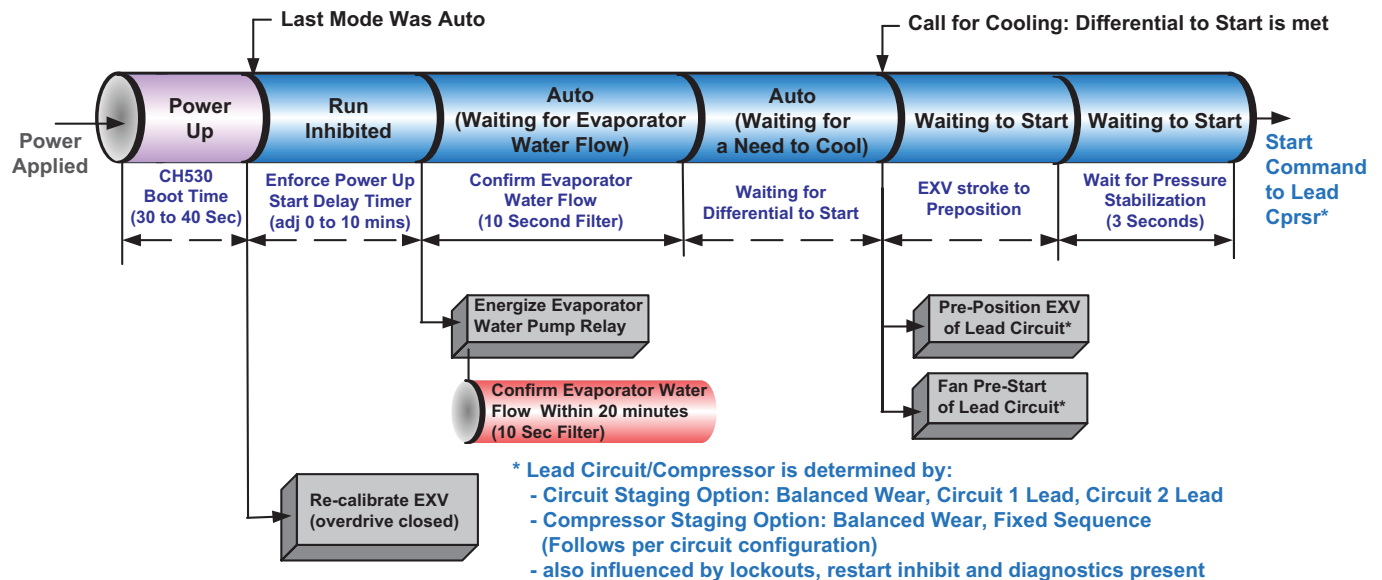 Last Mode Was Auto
Call for Cooling: Differential to Start is met
Power
Applied
Power
Up
Run
Inhibited
Auto
(Waiting for Evaporator
Water Flow)
Auto
(Waiting for
a Need to Cool)
Waiting to Start
Waiting to Start
Start
Command
to Lead
Cprsr*
CH530
Boot Time
(30 to 40 Sec)
Enforce Power Up
Start Delay Timer
(adj 0 to 10 mins)
Confirm Evaporator
Water Flow
(10 Second Filter)
Waiting for
Differential to Start
EXV stroke to
Preposition
Wait for Pressure
Stabilization
(3 Seconds)
Energize Evaporator
Water Pump Relay
Confirm Evaporator Water
Flow Within 20 minutes
(10 Sec Filter)
Pre-Position EXV
of Lead Circuit*
Fan Pre-Start
of Lead Circuit*
Re-calibrate EXV
(overdrive closed)
* Lead Circuit/Compressor is determined by:
- Circuit Staging Option: Balanced Wear, Circuit 1 Lead, Circuit 2 Lead
- Compressor Staging Option: Balanced Wear, Fixed Sequence
(Follows per circuit configuration)
- also influenced by lockouts, restart inhibit and diagnostics present